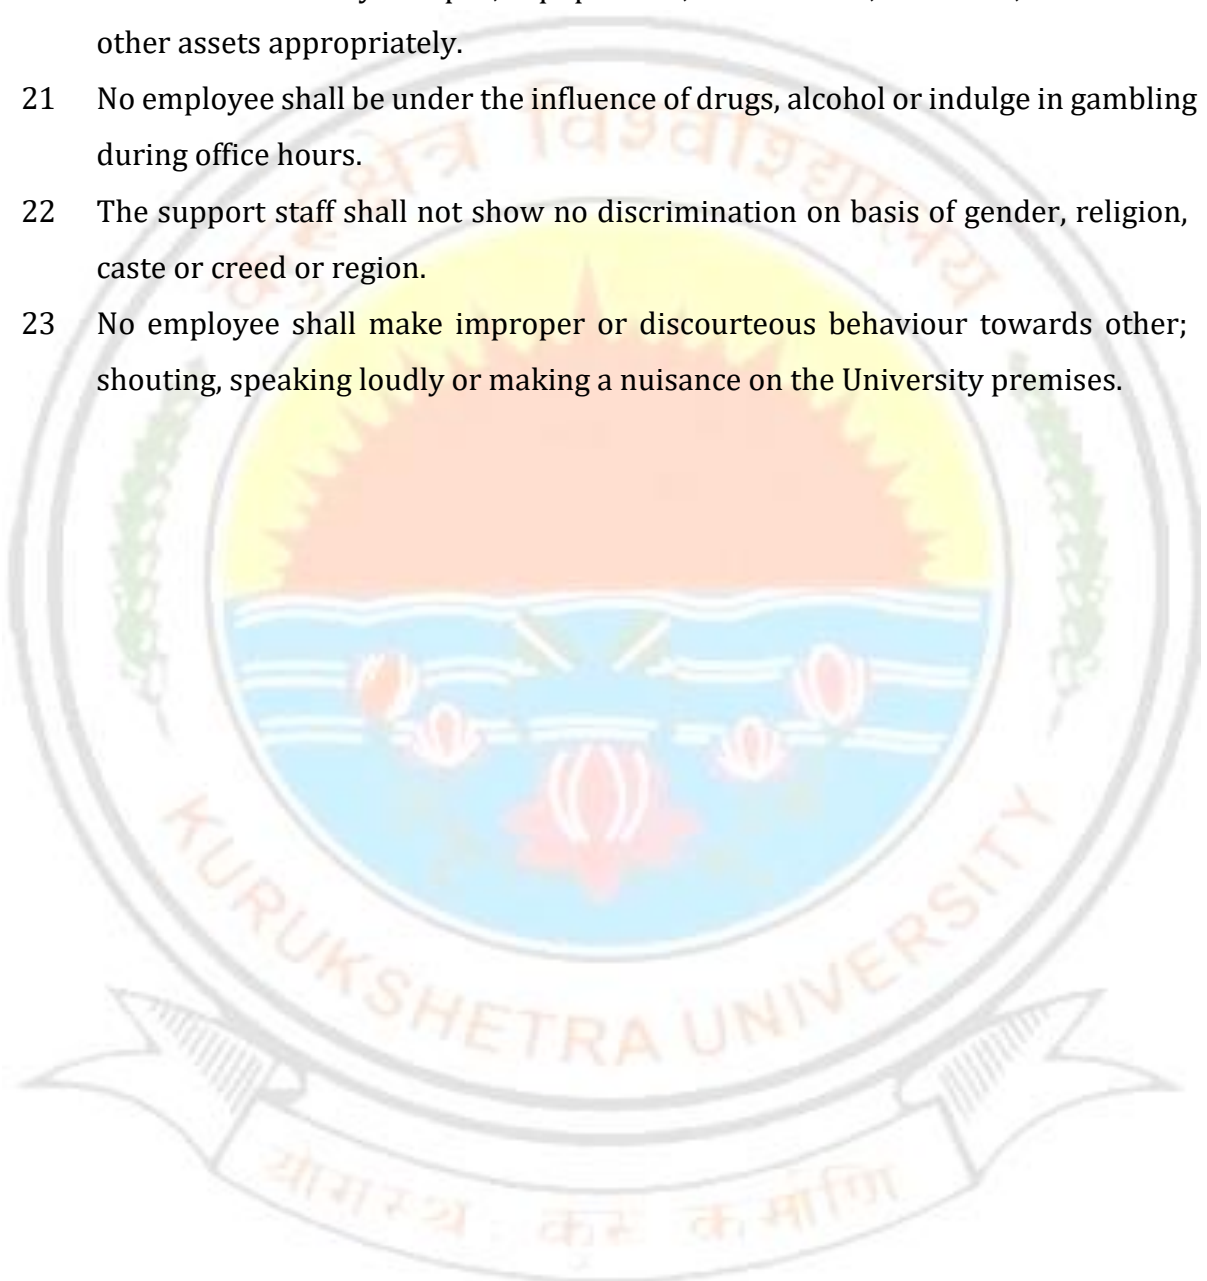 other assets appropriately.
21 No employee shall be under the influence of drugs, alcohol or indulge in gambling
during office hours.
22 The support staff shall not show no discrimination on basis of gender, religion,
caste or creed or region.
23 No employee shall make improper or discourteous behaviour towards other;
shouting, speaking loudly or making a nuisance on the University premises.
कुरुक्षेत्र विश्वविद्यालय
KURUKSHETRA UNIVERSITY